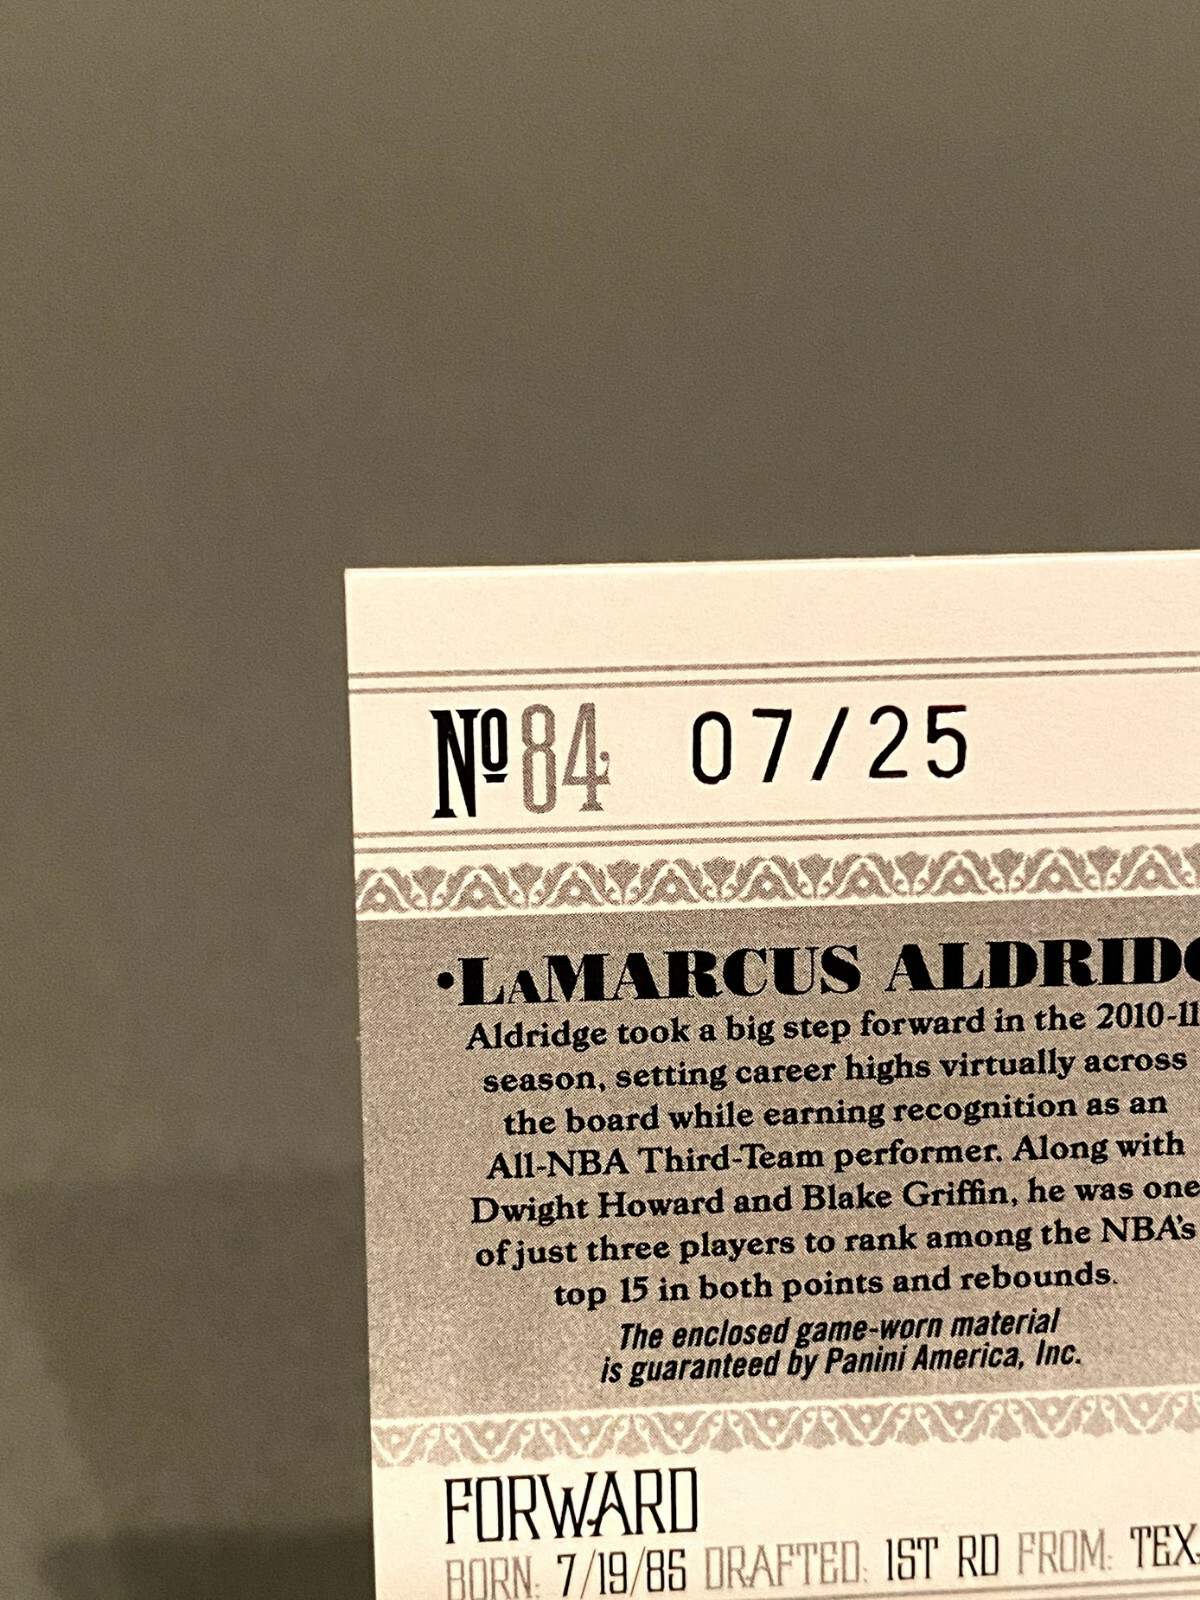 Nº 84 07/25
•LaMARCUS ALDRIDG
Aldridge took a big step forward in the 2010-11
season, setting career highs virtually across
the board while earning recognition as an
All-NBA Third-Team performer. Along with
Dwight Howard and Blake Griffin, he was one
of just three players to rank among the NBA's
top 15 in both points and rebounds.
The enclosed game-worn material
is guaranteed by Panini America, Inc.
FORWARD
BORN: 7/19/85 DRAFTED: 1ST RD FROM: TEX